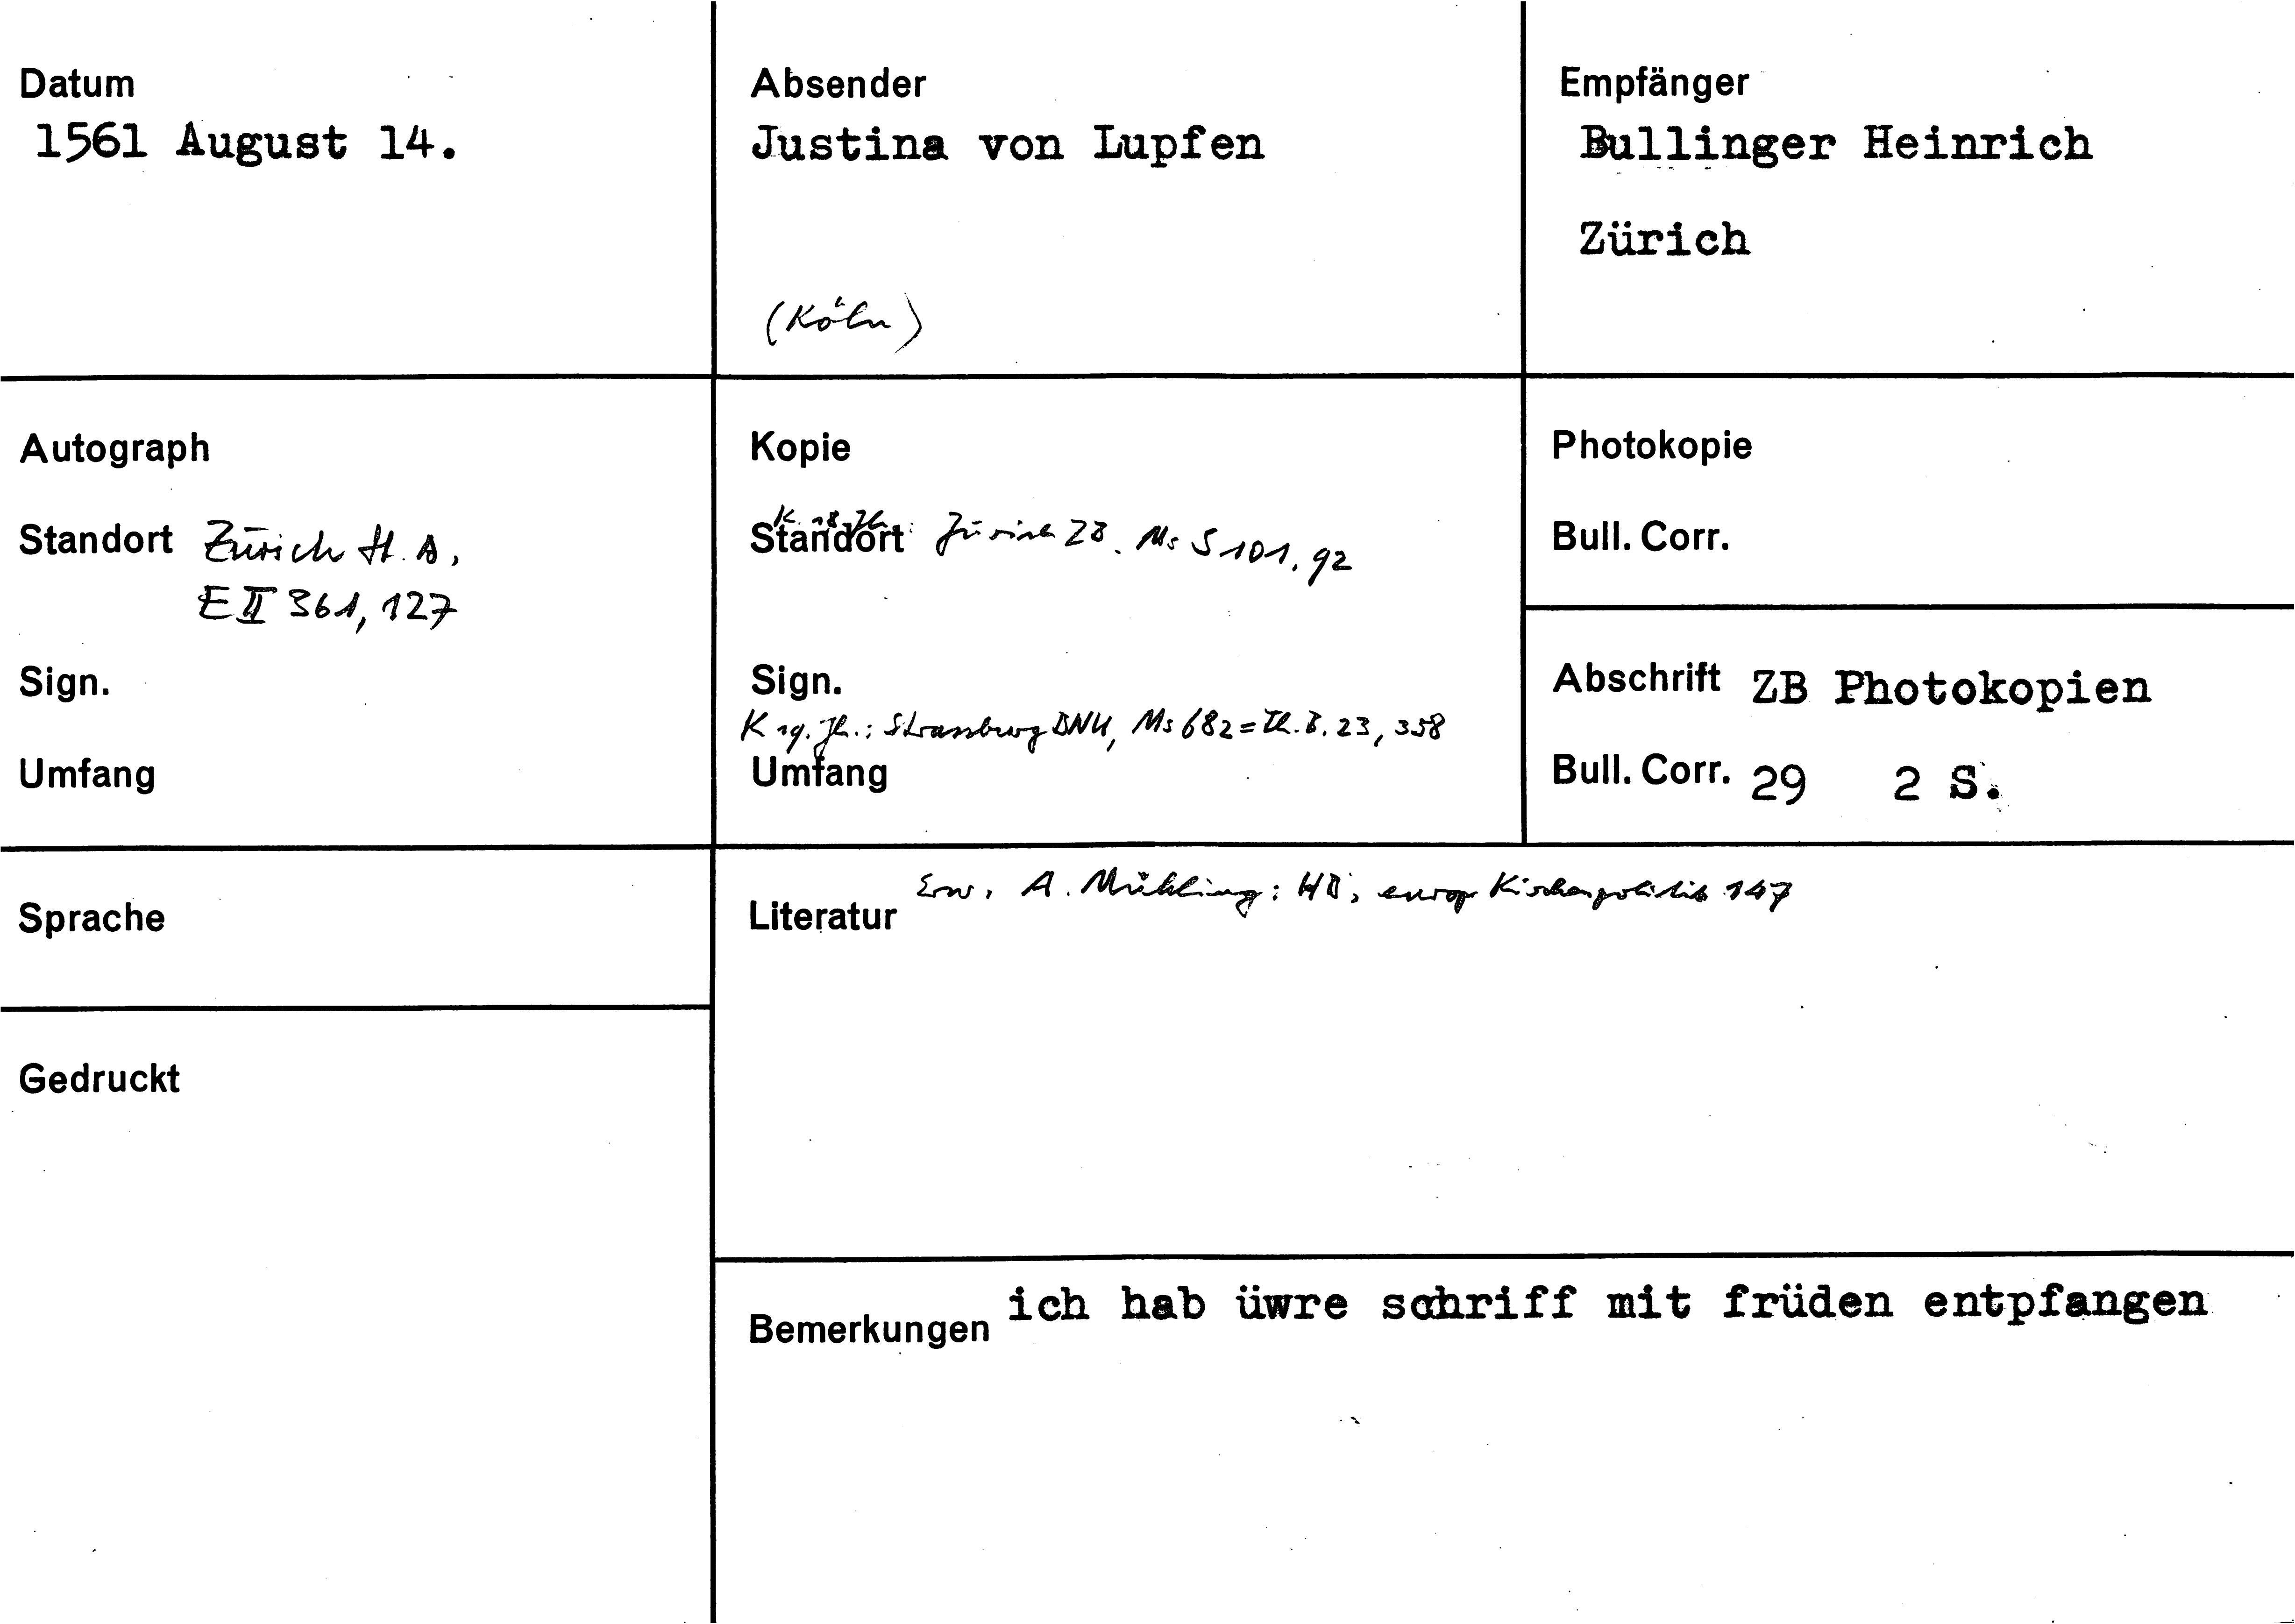 Datum
1561 August 14.
Absender
Justina von Lupfen
(Köln)
Empfänger
Bullinger Heinrich
Zürich
Autograph
Standort Zürich St. A,
E II 361, 127
Sign.
Umfang
Kopie
K. 18. Jh.: Zürich ZB. Ms S 101, 92
Standort
Sign.
K 19. Jh.: Strassburg BNU, Ms 682 = Th. B. 23, 358
Umfang
Photokopie
Bull. Corr.
Abschrift ZB Photokopien
Bull. Corr. 29 2 S.
Sprache
Gedruckt
Literatur Erw. A. Mühling: HB, europ Kirchenpolitik 147
Bemerkungen ich hab üwre schriff mit früden entpfangen